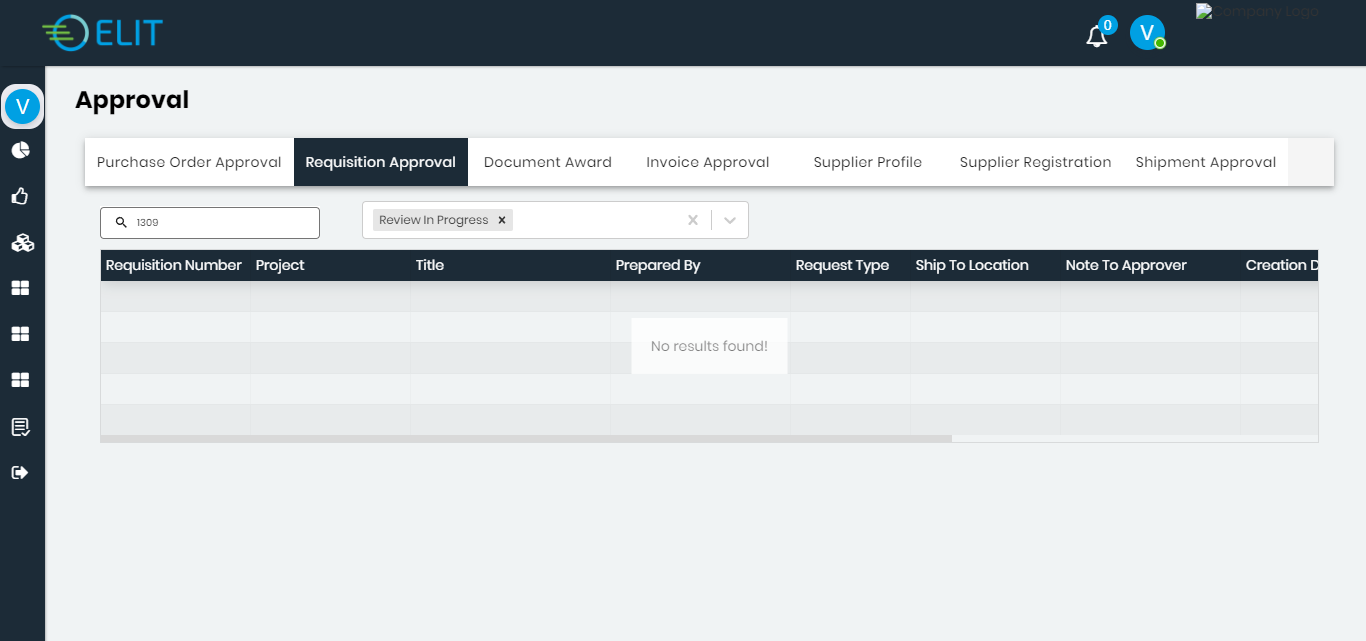 ELIT
0
V
Company Logo
V
Approval
Purchase Order Approval
Requisition Approval
Document Award
Invoice Approval
Supplier Profile
Supplier Registration
Shipment Approval
1309
Review In Progress
Requisition Number
Project
Title
Prepared By
Request Type
Ship To Location
Note To Approver
Creation D
No results found!